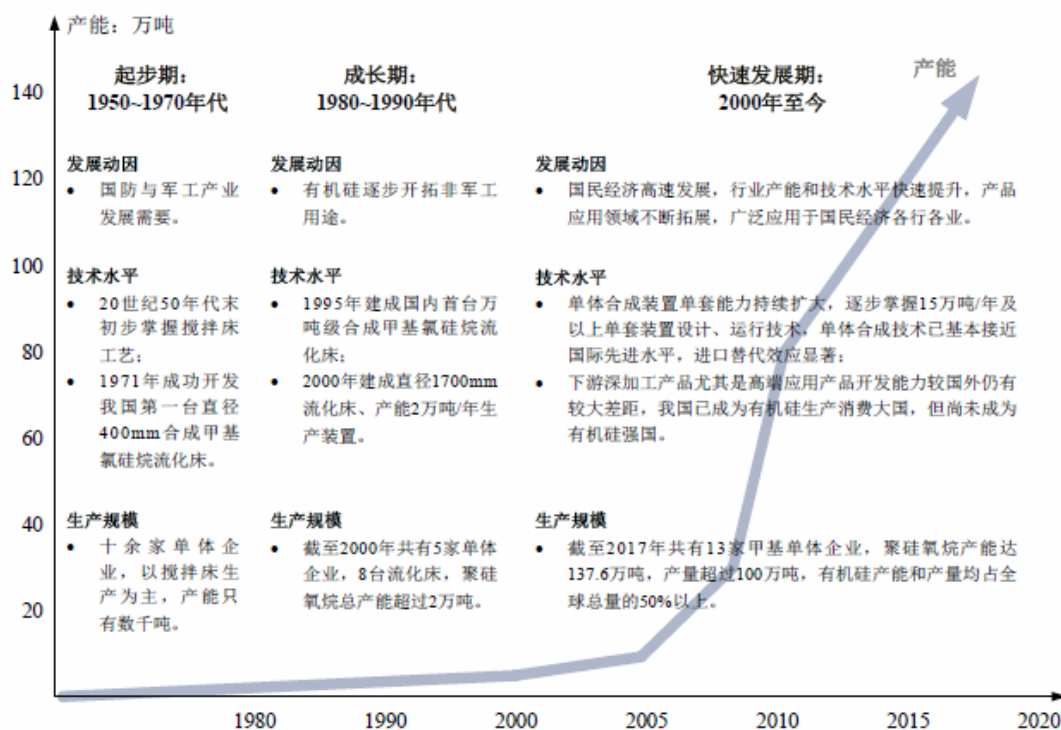 产能：万吨
起步期：
1950~1970年代
成长期：
1980~1990年代
快速发展期：
2000年至今
产能
140
120
100
80
60
40
20
发展动因
• 国防与军工产业
发展需要。
发展动因
• 有机硅逐步开拓非军工
用途。
发展动因
• 国民经济高速发展，行业产能和技术水平快速提升，产品
应用领域不断拓展，广泛应用于国民经济各行各业。
技术水平
• 20世纪50年代末
初步掌握搅拌床
工艺；
• 1971年成功开发
我国第一台直径
400mm合成甲基
氯硅烷流化床。
技术水平
• 1995年建成国内首台万
吨级合成甲基氯硅烷流
化床；
• 2000年建成直径1700mm
流化床、产能2万吨/年生
产装置。
技术水平
• 单体合成装置单套能力持续扩大，逐步掌握15万吨/年及
以上单套装置设计、运行技术，单体合成技术已基本接近
国际先进水平，进口替代效应显著；
• 下游深加工产品尤其是高端应用产品开发能力较国外仍有
较大差距，我国已成为有机硅生产消费大国，但尚未成为
有机硅强国。
生产规模
• 十余家单体企
业，以搅拌床生
产为主，产能只
有数千吨。
生产规模
• 截至2000年共有5家单体
企业，8台流化床，聚硅
氧烷总产能超过2万吨。
生产规模
• 截至2017年共有13家甲基单体企业，聚硅氧烷产能达
137.6万吨，产量超过100万吨，有机硅产能和产量均占全
球总量的50%以上。
1980
1990
2000
2005
2010
2015
2020